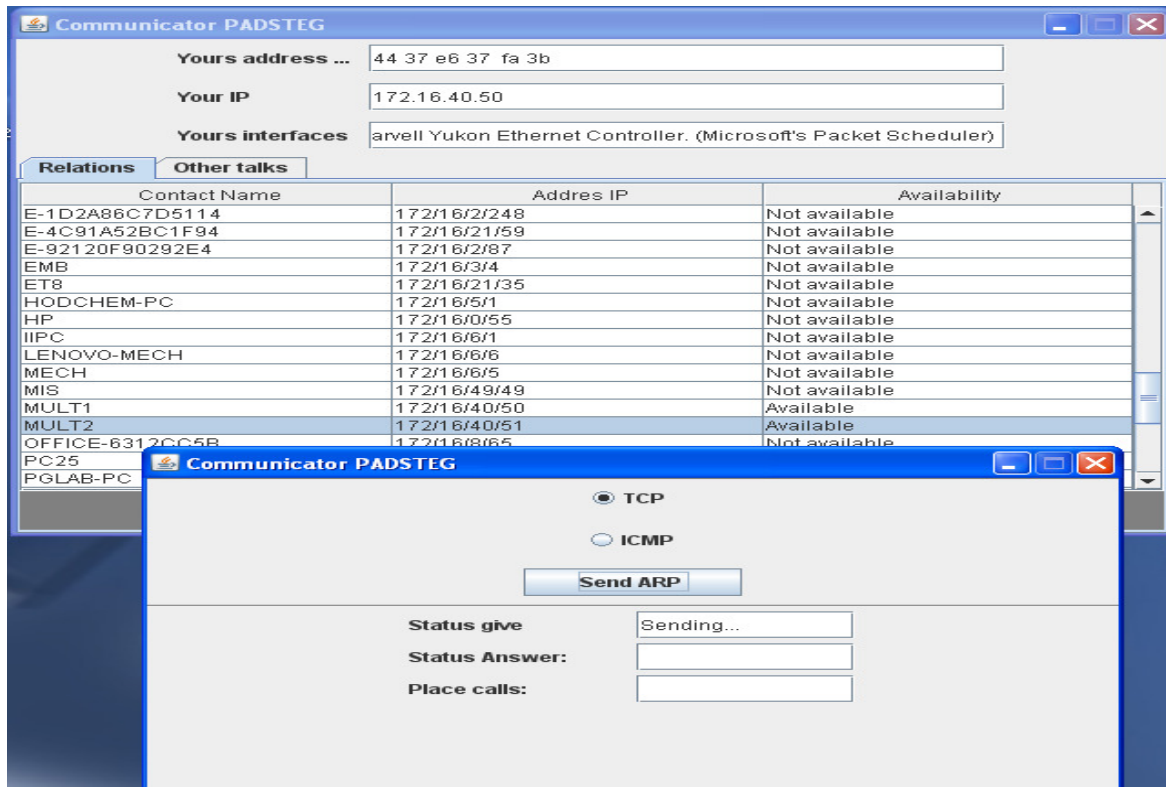 Communicator PADSTEG
Yours address ... 44 37 e6 37 fa 3b
Your IP 172.16.40.50
Yours interfaces arvell Yukon Ethernet Controller. (Microsoft's Packet Scheduler)
Relations Other talks
Contact Name Addres IP Availability
E-1D2A86C7D5114 172/16/2/248 Not available
E-4C91A52BC1F94 172/16/21/59 Not available
E-92120F90292E4 172/16/2/87 Not available
EMB 172/16/3/4 Not available
ET8 172/16/21/35 Not available
HODCHEM-PC 172/16/5/1 Not available
HP 172/16/0/55 Not available
IIPC 172/16/6/1 Not available
LENOVO-MECH 172/16/6/6 Not available
MECH 172/16/6/5 Not available
MIS 172/16/49/49 Not available
MULT1 172/16/40/50 Available
MULT2 172/16/40/51 Available
OFFICE-6312CC5B 172/16/8/65 Not available
PC25
PGLAB-PC
Communicator PADSTEG
TCP
ICMP
Send ARP
Status give Sending...
Status Answer:
Place calls: